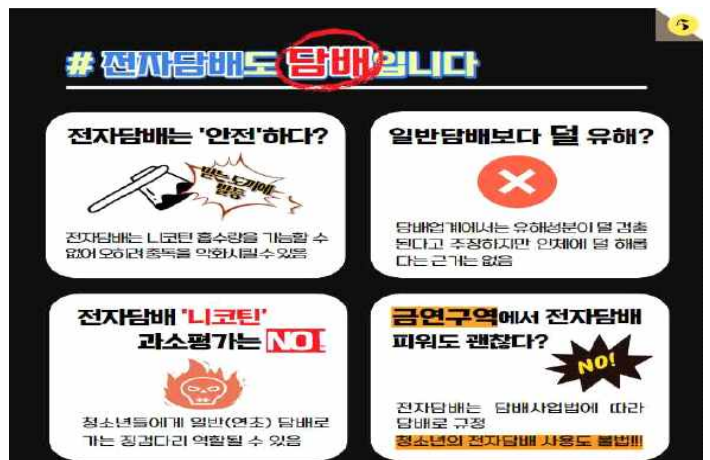 5
# 전자담배도 담배입니다
전자담배는 '안전'하다?
믿는 도끼에
발등
전자담배는 니코틴 흡수량을 가늠할 수
없어 오히려 중독을 악화시킬 수 있음
일반담배보다 덜 유해?
담배업계에서는 유해성분이 덜 검출
된다고 주장하지만 인체에 덜 해롭
다는 근거는 없음
전자담배 '니코틴'
과소평가는 NO!
청소년들에게 일반(연초) 담배로
가는 징검다리 역할될 수 있음
금연구역에서 전자담배
피워도 괜찮다?
NO!
전자담배는 담배사업법에 따라
담배로 규정
청소년의 전자담배 사용도 불법!!!